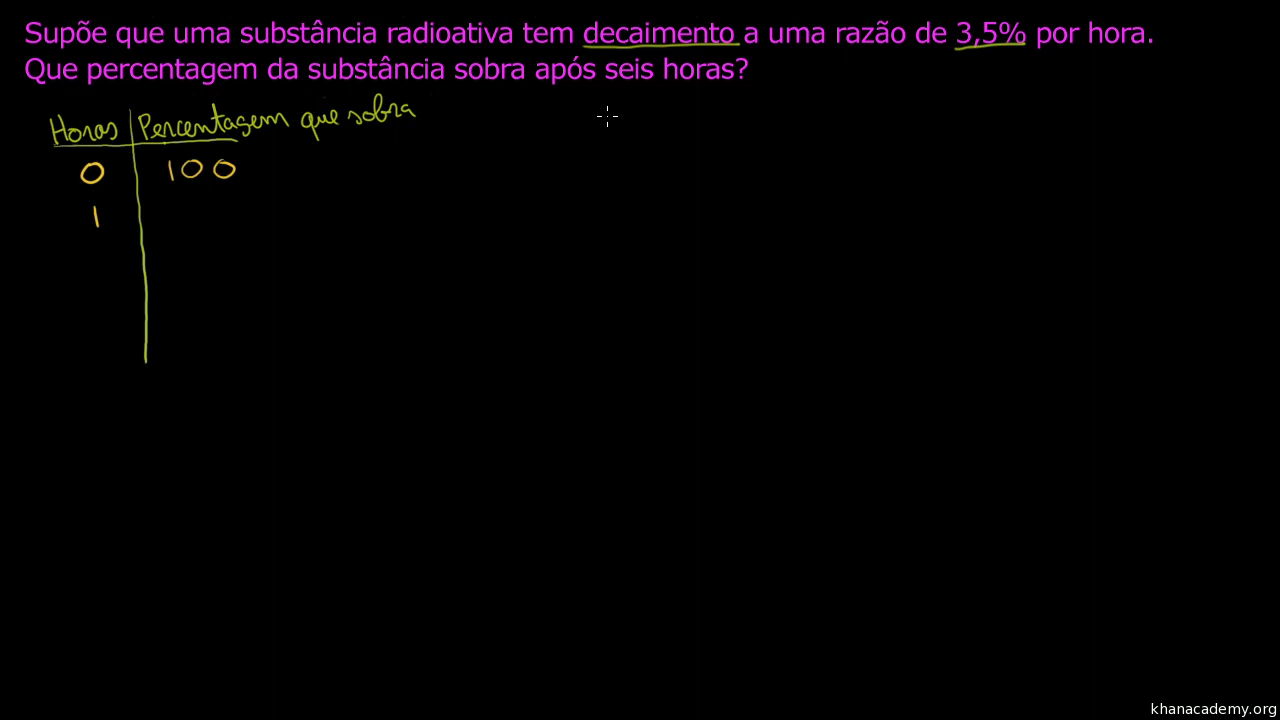 Supõe que uma substância radioativa tem decaimento a uma razão de 3,5% por hora.
Que percentagem da substância sobra após seis horas?
Horas Percentagem que sobra
0 100
1
khanacademy.org